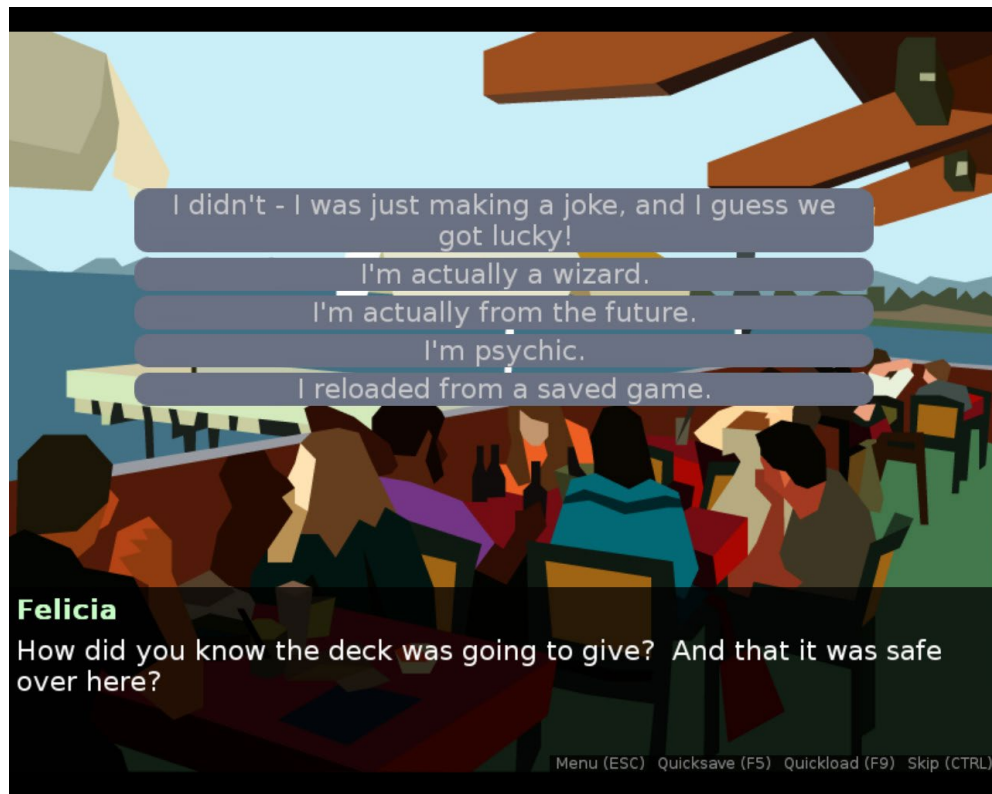 I didn't - I was just making a joke, and I guess we
got lucky!
I'm actually a wizard.
I'm actually from the future.
I'm psychic.
I reloaded from a saved game.
Felicia
How did you know the deck was going to give?  And that it was safe
over here?
Menu (ESC) Quicksave (F5) Quickload (F9) Skip (CTRL)